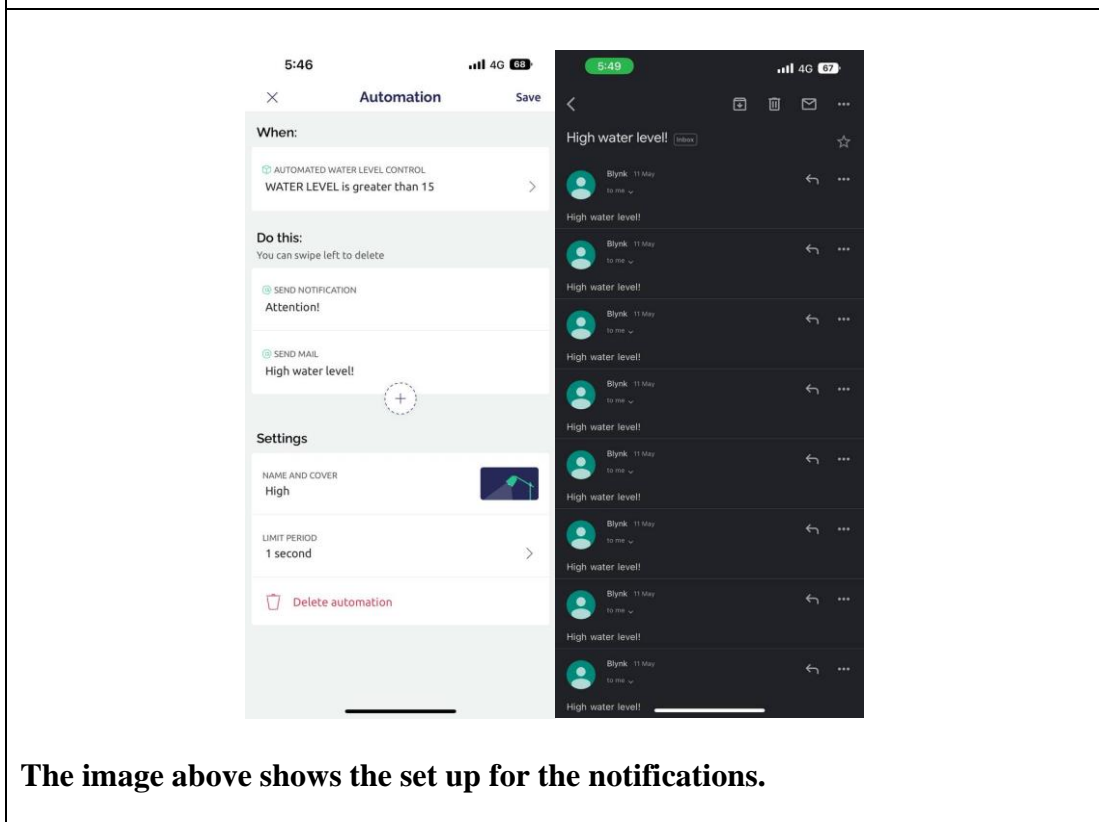 5:46
4G 68
Automation
Save
When:
AUTOMATED WATER LEVEL CONTROL
WATER LEVEL is greater than 15
Do this:
You can swipe left to delete
SEND NOTIFICATION
Attention!
SEND MAIL
High water level!
+
Settings
NAME AND COVER
High
LIMIT PERIOD
1 second
Delete automation
5:49
4G 67
High water level! Inbox
Blynk 11 May
to me
High water level!
Blynk 11 May
to me
High water level!
Blynk 11 May
to me
High water level!
Blynk 11 May
to me
High water level!
Blynk 11 May
to me
High water level!
Blynk 11 May
to me
High water level!
Blynk 11 May
to me
High water level!
Blynk 11 May
to me
High water level!
The image above shows the set up for the notifications.